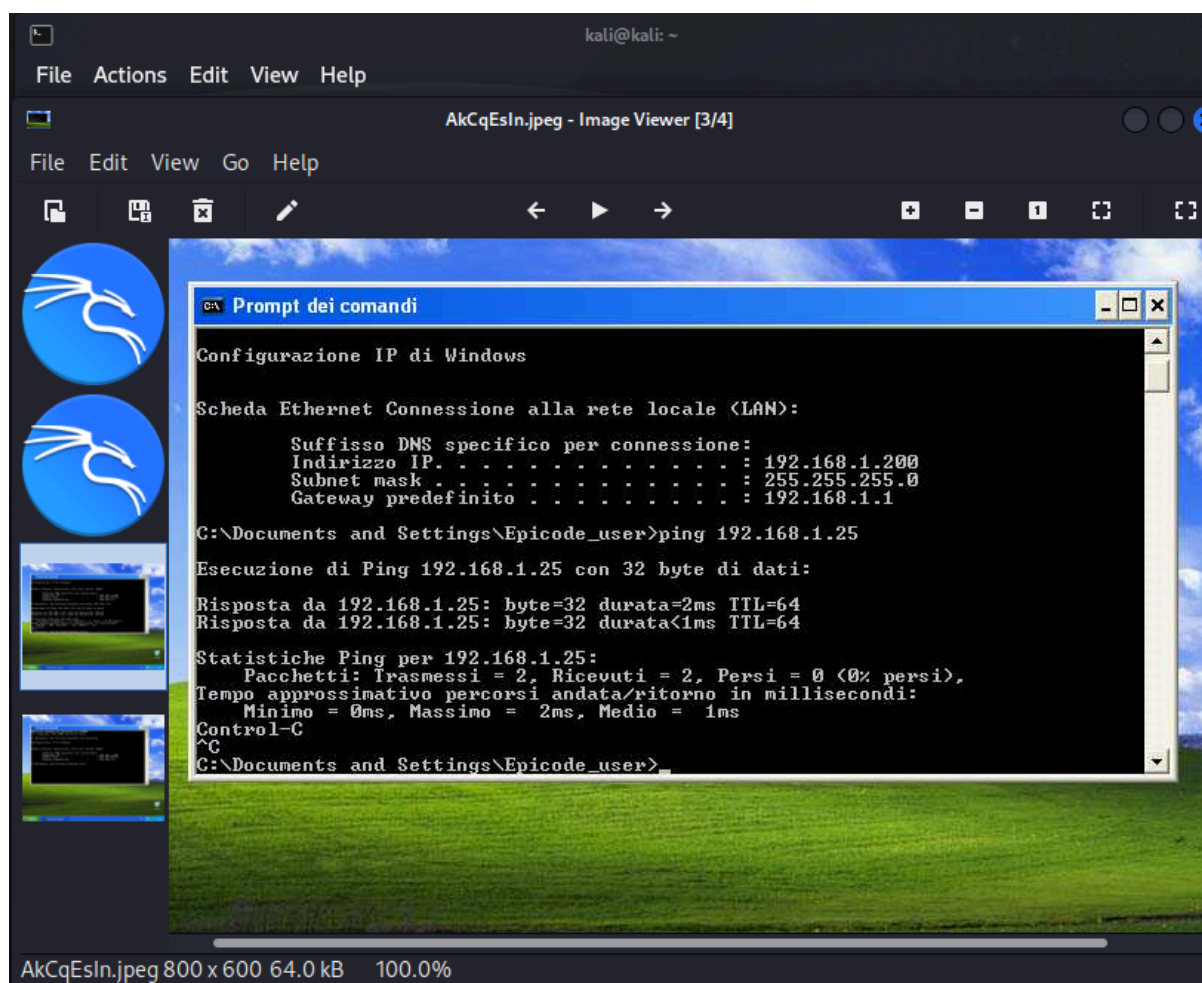 kali@kali: ~
File Actions Edit View Help
AkCqEsIn.jpeg - Image Viewer [3/4]
File Edit View Go Help
Prompt dei comandi
Configurazione IP di Windows
Scheda Ethernet Connessione alla rete locale (LAN):
Suffisso DNS specifico per connessione:
Indirizzo IP. . . . . . . . . . . . . : 192.168.1.200
Subnet mask . . . . . . . . . . . . . : 255.255.255.0
Gateway predefinito . . . . . . . . . : 192.168.1.1
C:\Documents and Settings\Epicode_user>ping 192.168.1.25
Esecuzione di Ping 192.168.1.25 con 32 byte di dati:
Risposta da 192.168.1.25: byte=32 durata=2ms TTL=64
Risposta da 192.168.1.25: byte=32 durata<1ms TTL=64
Statistiche Ping per 192.168.1.25:
Pacchetti: Trasmessi = 2, Ricevuti = 2, Persi = 0 (0% persi),
Tempo approssimativo percorsi andata/ritorno in millisecondi:
Minimo = 0ms, Massimo =  2ms, Medio =  1ms
Control-C
^C
C:\Documents and Settings\Epicode_user>_
AkCqEsIn.jpeg 800 x 600 64.0 kB 100.0%